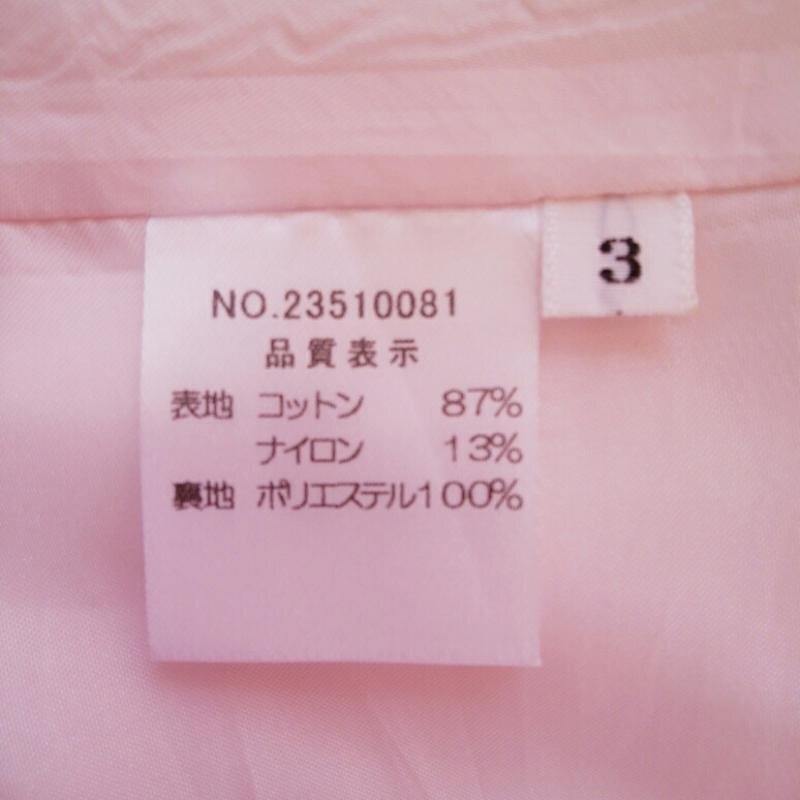 NO.23510081
品質表示
表地 コットン 87%
ナイロン 13%
裏地 ポリエステル100%
3